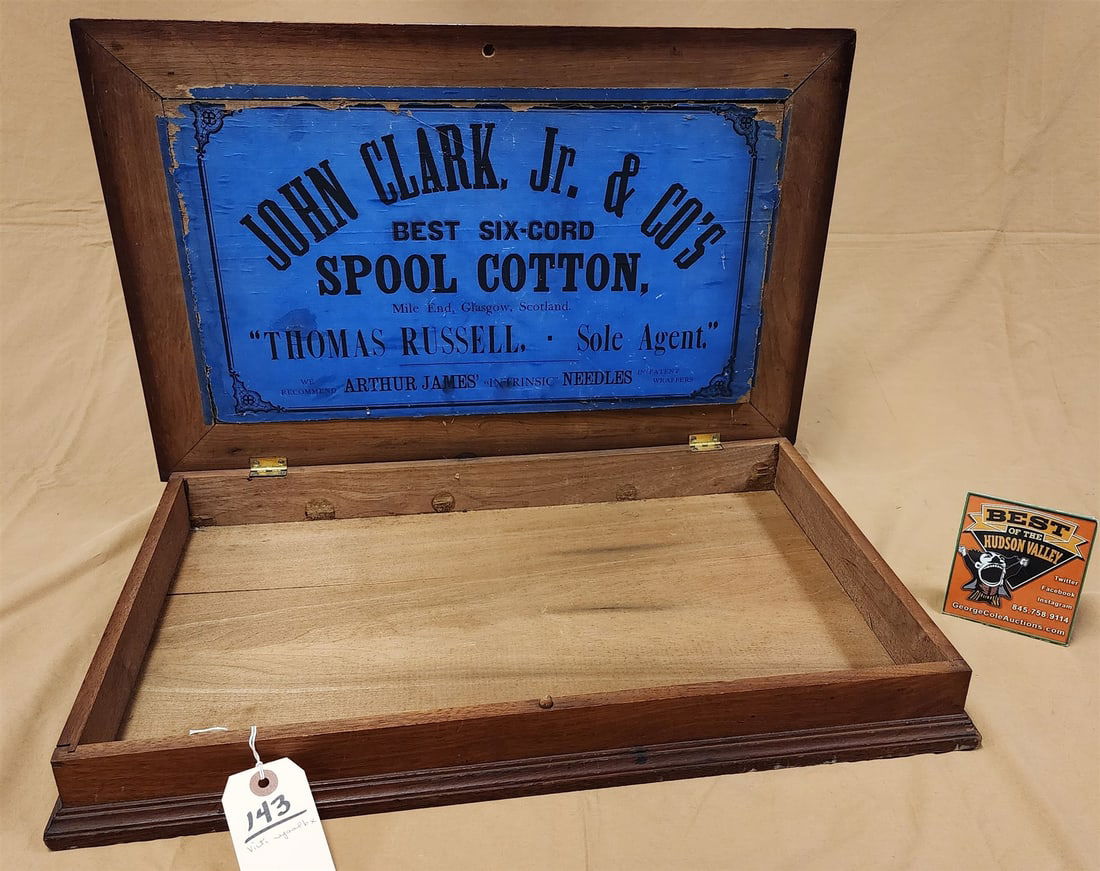 JOHN CLARK, Jr. & CO'S
BEST SIX-CORD
SPOOL COTTON,
Mile End, Glasgow, Scotland.
"THOMAS RUSSELL, · Sole Agent."
WE RECOMMEND ARTHUR JAMES' "INTRINSIC" NEEDLES IN PATENT WRAPPERS
BEST
OF THE
HUDSON VALLEY
Twitter
Facebook
Instagram
845.758.9114
GeorgeColeAuctions.com
143